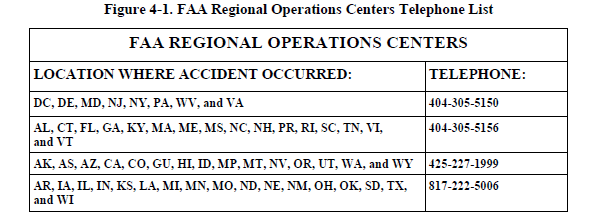 Figure 4-1. FAA Regional Operations Centers Telephone List
FAA REGIONAL OPERATIONS CENTERS
LOCATION WHERE ACCIDENT OCCURRED: TELEPHONE:
DC, DE, MD, NJ, NY, PA, WV, and VA 404-305-5150
AL, CT, FL, GA, KY, MA, ME, MS, NC, NH, PR, RI, SC, TN, VI, 404-305-5156
and VT
AK, AS, AZ, CA, CO, GU, HI, ID, MP, MT, NV, OR, UT, WA, and WY 425-227-1999
AR, IA, IL, IN, KS, LA, MI, MN, MO, ND, NE, NM, OH, OK, SD, TX, 817-222-5006
and WI